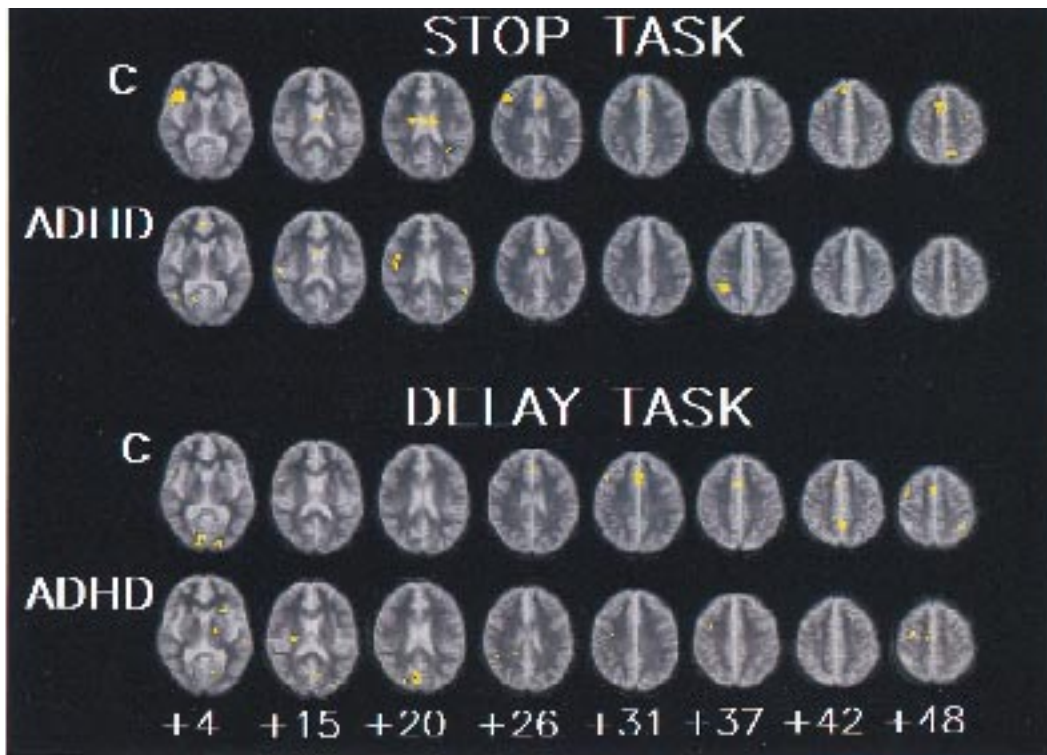 STOP TASK
C
ADHD
DELAY TASK
C
ADHD
+4 +15 +20 +26 +31 +37 +42 +48